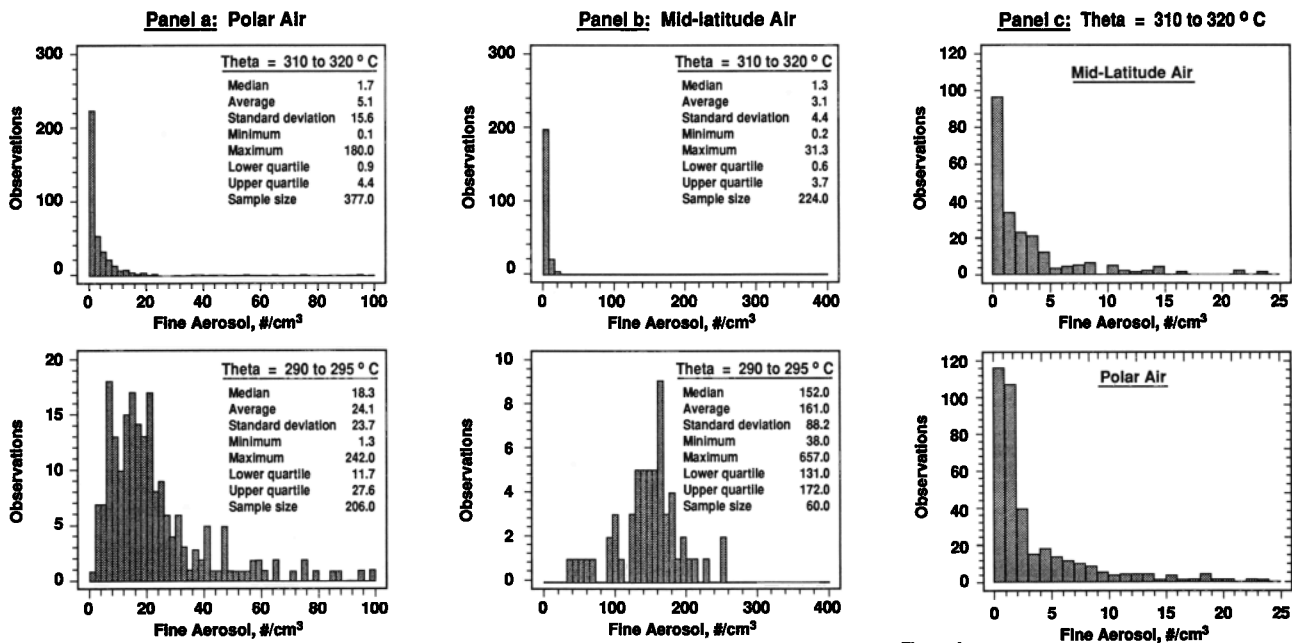 Panel a: Polar Air
300
200
100
0
Observations
Theta = 310 to 320 ° C
Median 1.7
Average 5.1
Standard deviation 15.6
Minimum 0.1
Maximum 180.0
Lower quartile 0.9
Upper quartile 4.4
Sample size 377.0
0 20 40 60 80 100
Fine Aerosol, #/cm³
20
15
10
5
0
Observations
Theta = 290 to 295 ° C
Median 18.3
Average 24.1
Standard deviation 23.7
Minimum 1.3
Maximum 242.0
Lower quartile 11.7
Upper quartile 27.6
Sample size 206.0
0 20 40 60 80 100
Fine Aerosol, #/cm³
Panel b: Mid-latitude Air
300
200
100
0
Observations
Theta = 310 to 320 ° C
Median 1.3
Average 3.1
Standard deviation 4.4
Minimum 0.2
Maximum 31.3
Lower quartile 0.6
Upper quartile 3.7
Sample size 224.0
0 100 200 300 400
Fine Aerosol, #/cm³
10
8
6
4
2
0
Observations
Theta = 290 to 295 ° C
Median 152.0
Average 161.0
Standard deviation 88.2
Minimum 38.0
Maximum 657.0
Lower quartile 131.0
Upper quartile 172.0
Sample size 60.0
0 100 200 300 400
Fine Aerosol, #/cm³
Panel c: Theta = 310 to 320 ° C
120
100
80
60
40
20
0
Observations
Mid-Latitude Air
0 5 10 15 20 25
Fine Aerosol, #/cm³
120
100
80
60
40
20
0
Observations
Polar Air
0 5 10 15 20 25
Fine Aerosol, #/cm³